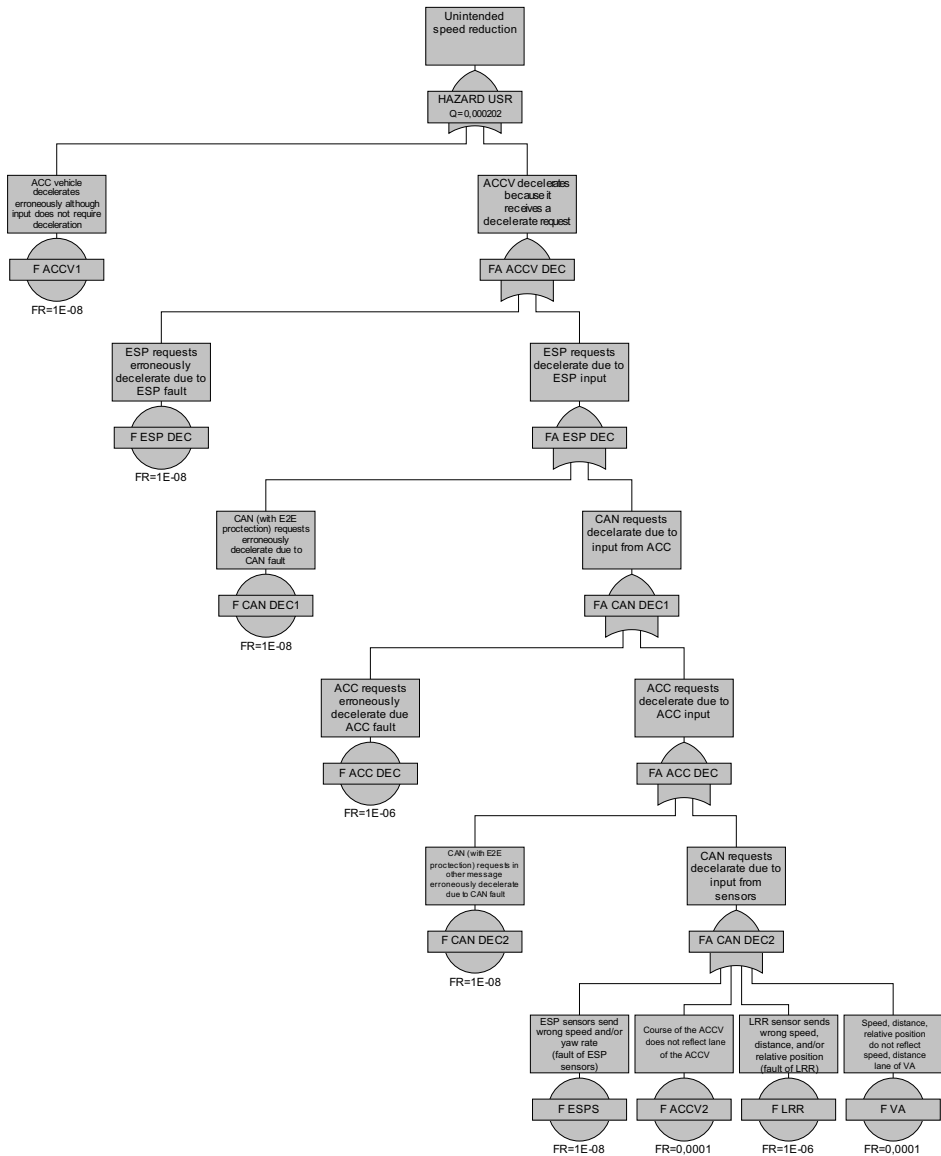 Unintended
speed reduction
HAZARD USR
Q=0,000202
ACC vehicle
decelerates
erroneously although
input does not require
deceleration
F ACCV1
FR=1E-08
ACCV decelerates
because it
receives a
decelerate request
FA ACCV DEC
ESP requests
erroneously
decelerate due to
ESP fault
F ESP DEC
FR=1E-08
ESP requests
decelerate due to
ESP input
FA ESP DEC
CAN (with E2E
proctection) requests
erroneously
decelerate due to
CAN fault
F CAN DEC1
FR=1E-08
CAN requests
decelarate due to
input from ACC
FA CAN DEC1
ACC requests
erroneously
decelerate due
ACC fault
F ACC DEC
FR=1E-06
ACC requests
decelerate due to
ACC input
FA ACC DEC
CAN (with E2E
proctection) requests in
other message
erroneously decelerate
due to CAN fault
F CAN DEC2
FR=1E-08
CAN requests
decelarate due to
input from
sensors
FA CAN DEC2
ESP sensors send
wrong speed and/or
yaw rate
(fault of ESP
sensors)
F ESPS
FR=1E-08
Course of the ACCV
does not reflect lane
of the ACCV
F ACCV2
FR=0,0001
LRR sensor sends
wrong speed,
distance, and/or
relative position
(fault of LRR)
F LRR
FR=1E-06
Speed, distance,
relative position
do not reflect
speed, distance
lane of VA
F VA
FR=0,0001